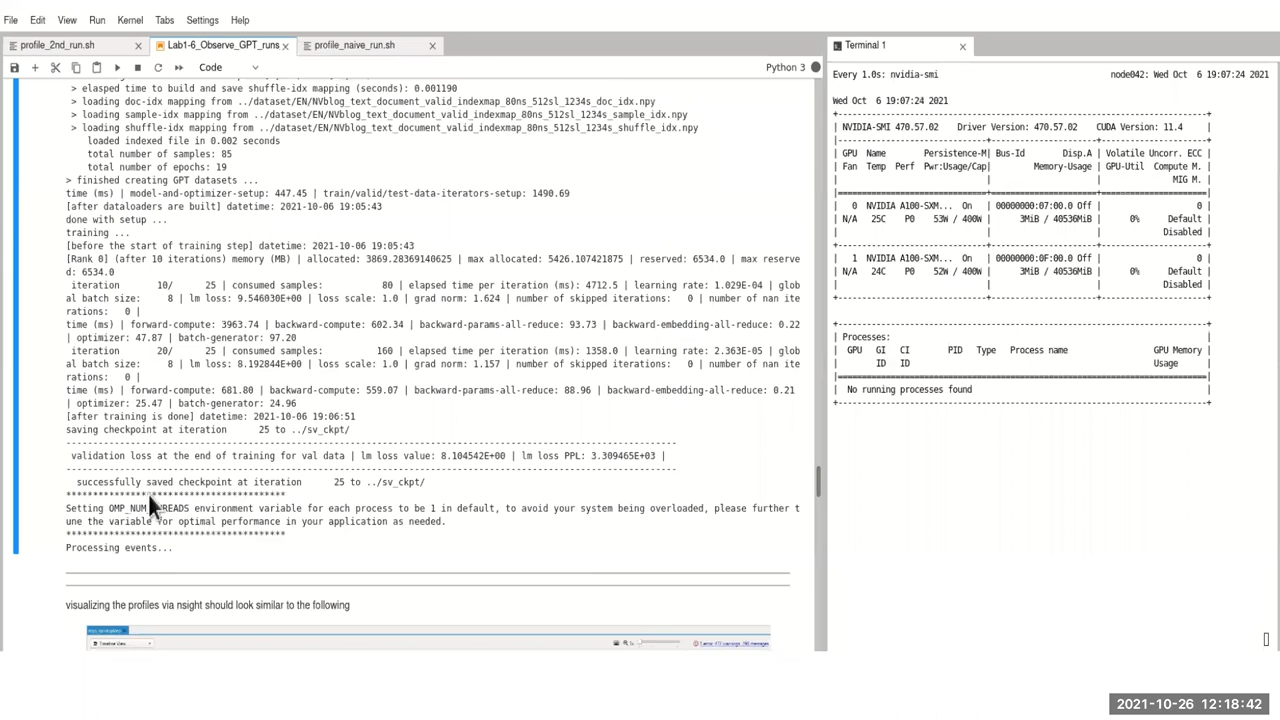 File Edit View Run Kernel Tabs Settings Help
profile_2nd_run.sh Lab1-6_Observe_GPT_runs profile_naive_run.sh
Code Python 3
> elasped time to build and save shuffle-idx mapping (seconds): 0.001190
> loading doc-idx mapping from ../dataset/EN/NVblog_text_document_valid_indexmap_80ns_512sl_1234s_doc_idx.npy
> loading sample-idx mapping from ../dataset/EN/NVblog_text_document_valid_indexmap_80ns_512sl_1234s_sample_idx.npy
> loading shuffle-idx mapping from ../dataset/EN/NVblog_text_document_valid_indexmap_80ns_512sl_1234s_shuffle_idx.npy
loaded indexed file in 0.002 seconds
total number of samples: 85
total number of epochs: 19
> finished creating GPT datasets ...
time (ms) | model-and-optimizer-setup: 447.45 | train/valid/test-data-iterators-setup: 1490.69
[after dataloaders are built] datetime: 2021-10-06 19:05:43
done with setup ...
training ...
[before the start of training step] datetime: 2021-10-06 19:05:43
[Rank 0] (after 10 iterations) memory (MB) | allocated: 3869.28369140625 | max allocated: 5426.107421875 | reserved: 6534.0 | max reserve
d: 6534.0
iteration 10/ 25 | consumed samples: 80 | elapsed time per iteration (ms): 4712.5 | learning rate: 1.029E-04 | glob
al batch size: 8 | lm loss: 9.546030E+00 | loss scale: 1.0 | grad norm: 1.624 | number of skipped iterations: 0 | number of nan ite
rations: 0 |
time (ms) | forward-compute: 3963.74 | backward-compute: 602.34 | backward-params-all-reduce: 93.73 | backward-embedding-all-reduce: 0.22
| optimizer: 47.87 | batch-generator: 97.20
iteration 20/ 25 | consumed samples: 160 | elapsed time per iteration (ms): 1358.0 | learning rate: 2.363E-05 | glob
al batch size: 8 | lm loss: 8.192844E+00 | loss scale: 1.0 | grad norm: 1.157 | number of skipped iterations: 0 | number of nan ite
rations: 0 |
time (ms) | forward-compute: 681.80 | backward-compute: 559.07 | backward-params-all-reduce: 88.96 | backward-embedding-all-reduce: 0.21
| optimizer: 25.47 | batch-generator: 24.96
[after training is done] datetime: 2021-10-06 19:06:51
saving checkpoint at iteration 25 to ../sv_ckpt/
-----------------------------------------------------------------------------------------------------------------
validation loss at the end of training for val data | lm loss value: 8.104542E+00 | lm loss PPL: 3.309465E+03 |
-----------------------------------------------------------------------------------------------------------------
successfully saved checkpoint at iteration 25 to ../sv_ckpt/
*****************************************
Setting environment variable for each process to be 1 in default, to avoid your system being overloaded, please further t
une the variable for optimal performance in your application as needed.
*****************************************
Processing events...
visualizing the profiles via nsight should look similar to the following
Timeline View
Terminal 1
Every 1.0s: nvidia-smi node042: Wed Oct 6 19:07:24 2021
Wed Oct 6 19:07:24 2021
| NVIDIA-SMI 470.57.02 Driver Version: 470.57.02 CUDA Version: 11.4 |
| GPU Name Persistence-M| Bus-Id Disp.A | Volatile Uncorr. ECC |
| Fan Temp Perf Pwr:Usage/Cap| Memory-Usage | GPU-Util Compute M. |
| | | MIG M. |
| 0 NVIDIA A100-SXM... On | 00000000:07:00.0 Off | 0 |
| N/A 25C P0 53W / 400W | 3MiB / 40536MiB | 0% Default |
| | | Disabled |
| 1 NVIDIA A100-SXM... On | 00000000:0F:00.0 Off | 0 |
| N/A 24C P0 52W / 400W | 3MiB / 40536MiB | 0% Default |
| | | Disabled |
| Processes: |
| GPU GI CI PID Type Process name GPU Memory |
| ID ID Usage |
| No running processes found |
2021-10-26 12:18:42